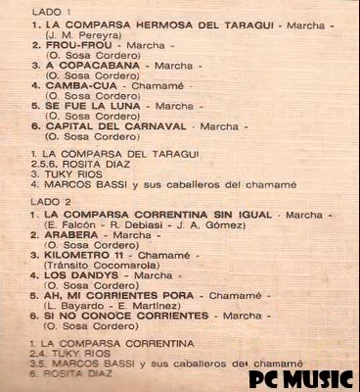 LADO 1
1. LA COMPARSA HERMOSA DEL TARAGUI - Marcha -
(J. M. Pereyra)
2. FROU-FROU - Marcha -
(O. Sosa Cordero)
3. A COPACABANA - Marcha -
(O. Sosa Cordero)
4. CAMBA-CUA - Chamamé -
(O. Sosa Cordero)
5. SE FUE LA LUNA - Marcha -
(O. Sosa Cordero)
6. CAPITAL DEL CARNAVAL - Marcha -
(O. Sosa Cordero)
1. LA COMPARSA DEL TARAGUI
2.5.6. ROSITA DIAZ
3. TUKY RIOS
4. MARCOS BASSI y sus caballeros del chamamé
LADO 2
1. LA COMPARSA CORRENTINA SIN IGUAL - Marcha -
(E. Falcón - R. Debiasi - J. A. Gómez)
2. ARABERA - Marcha -
(O. Sosa Cordero)
3. KILOMETRO 11 - Chamamé -
(Tránsito Cocomarola)
4. LOS DANDYS - Marcha -
(O. Sosa Cordero)
5. AH, MI CORRIENTES PORA - Chamamé -
(L. Bayardo - E. Martínez)
6. SI NO CONOCE CORRIENTES - Marcha -
(O. Sosa Cordero)
1. LA COMPARSA CORRENTINA
2.4. TUKY RIOS
3.5. MARCOS BASSI y sus caballeros del chamamé
6. ROSITA DIAZ
PC MUSIC